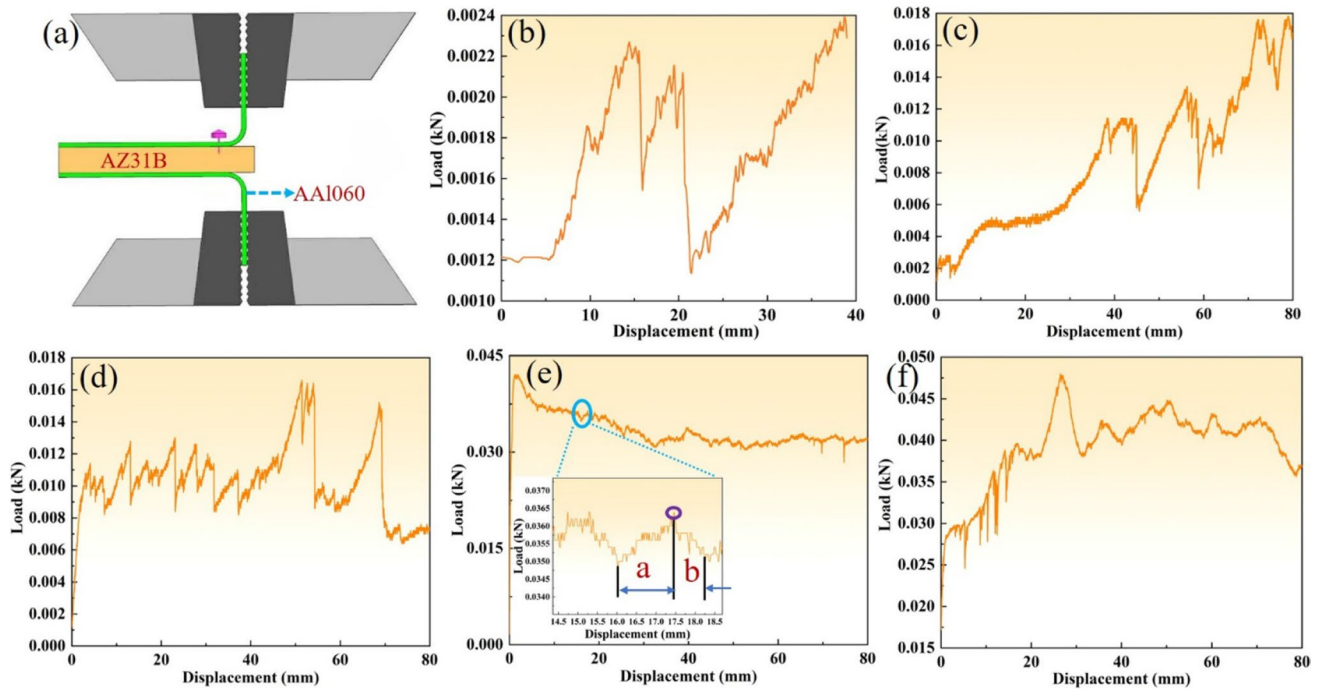 (a)
AZ31B
AA1060
(b)
0.0024
0.0022
0.0020
0.0018
0.0016
0.0014
0.0012
0.0010
Load (kN)
0 10 20 30 40
Displacement (mm)
(c)
0.018
0.016
0.014
0.012
0.010
0.008
0.006
0.004
0.002
0.000
Load(kN)
0 20 40 60 80
Displacement (mm)
(d)
0.018
0.016
0.014
0.012
0.010
0.008
0.006
0.004
0.002
0.000
Load (kN)
0 20 40 60 80
Displacement (mm)
(e)
0.045
0.030
0.015
0.000
Load (kN)
0.0370
0.0365
0.0360
0.0355
0.0350
0.0345
0.0340
Load (kN)
a b
14.5 15.0 15.5 16.0 16.5 17.0 17.5 18.0 18.5
Displacement (mm)
0 20 40 60 80
Displacement (mm)
(f)
0.050
0.045
0.040
0.035
0.030
0.025
0.020
0.015
Load (kN)
0 20 40 60 80
Displacement (mm)